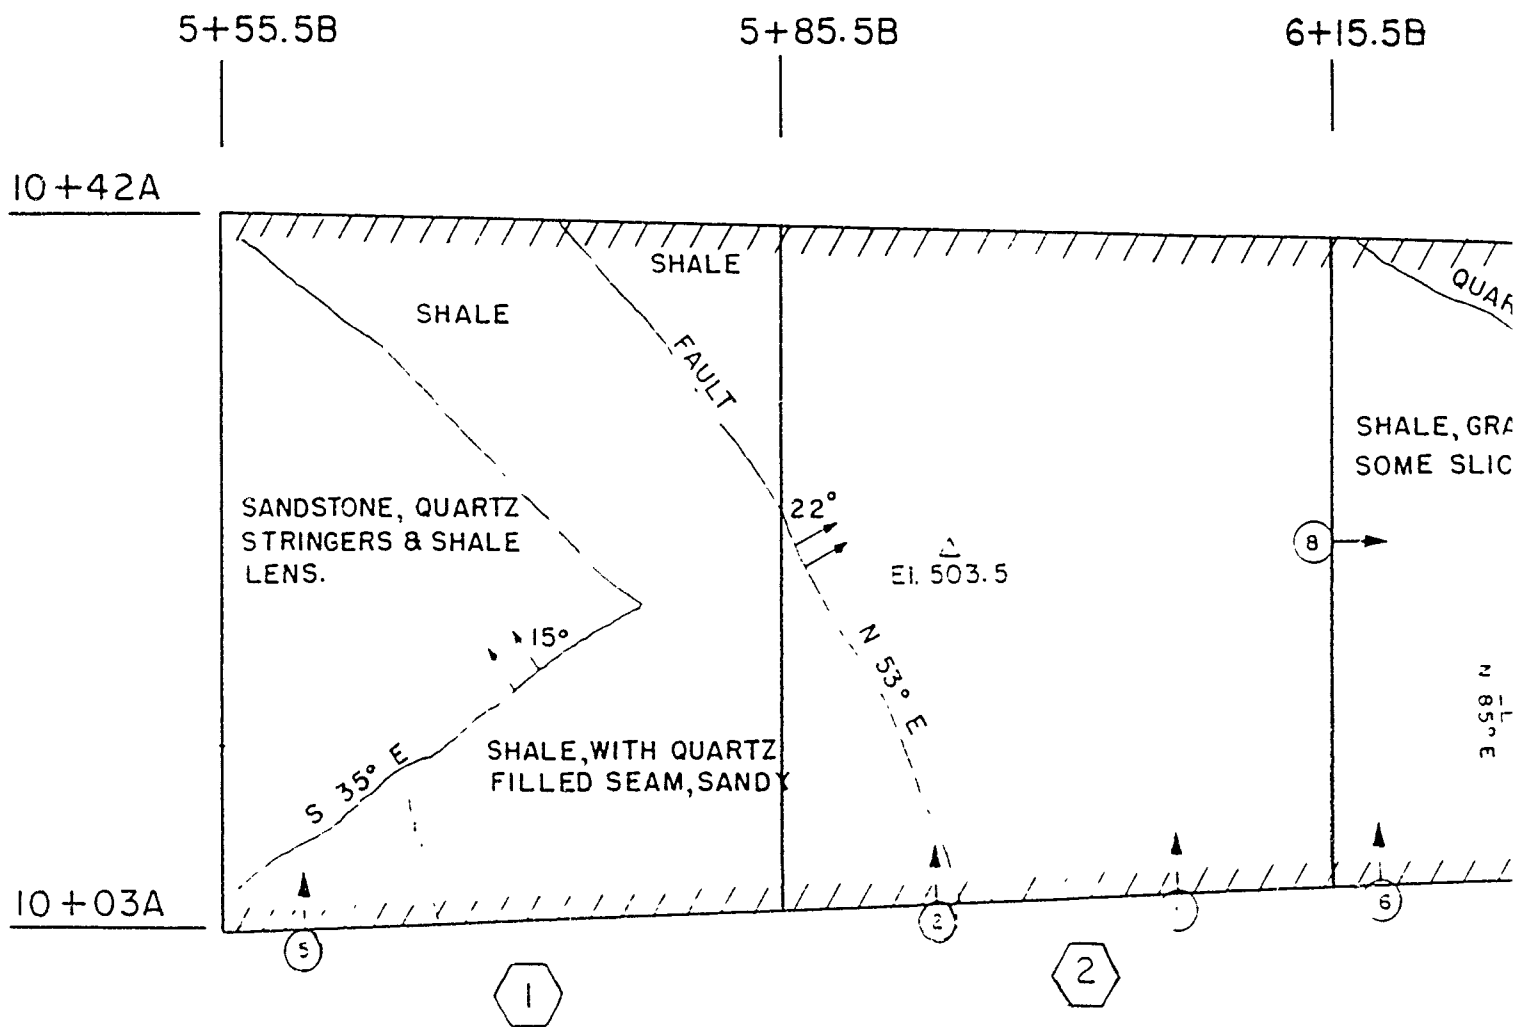 5+55.5B
5+85.5B
6+15.5B
10+42A
SHALE
SHALE
FAULT
QUAR
SHALE, GRA
SOME SLIC
SANDSTONE, QUARTZ
STRINGERS & SHALE
LENS.
22°
8
El. 503.5
15°
N 53° E
N 85° E
S 35° E
SHALE, WITH QUARTZ
FILLED SEAM, SANDY
10+03A
5
2
6
1
2